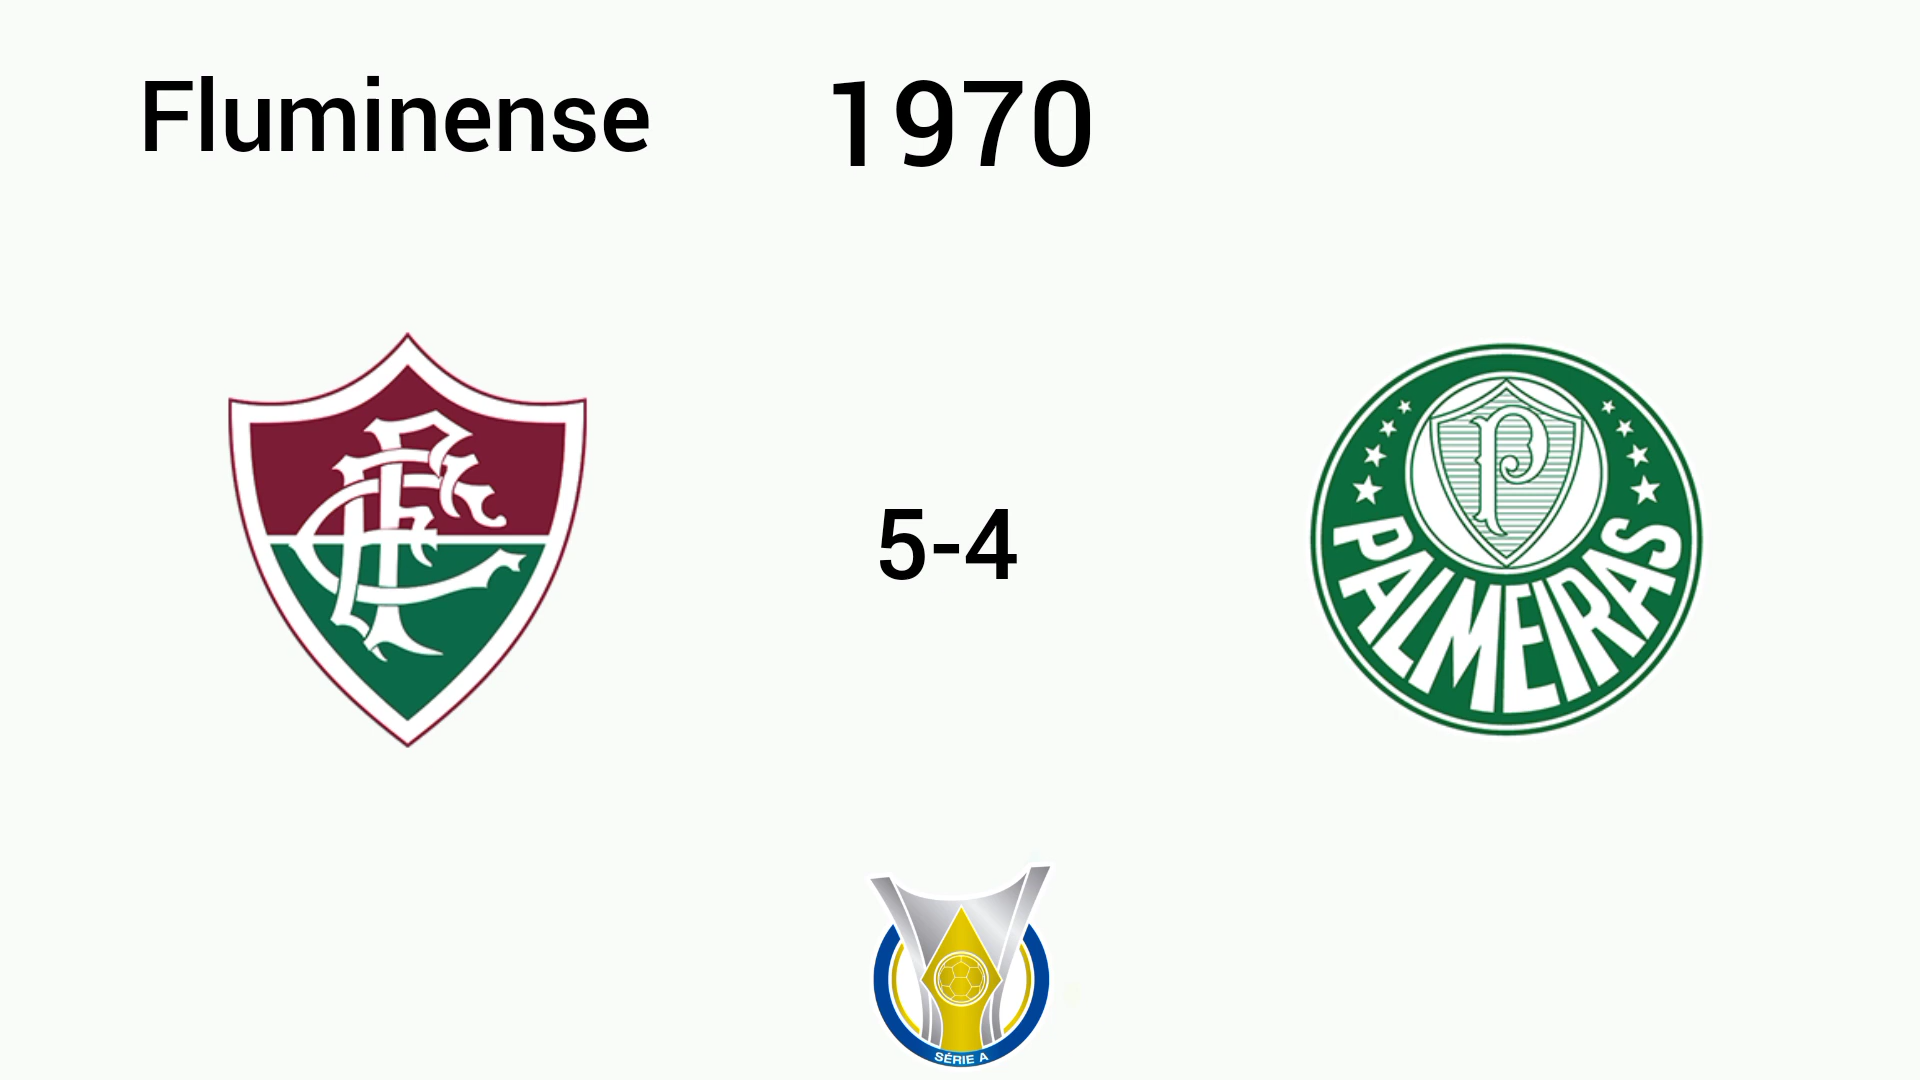 Fluminense
1970
5-4
P
PALMEIRAS
SÉRIE A